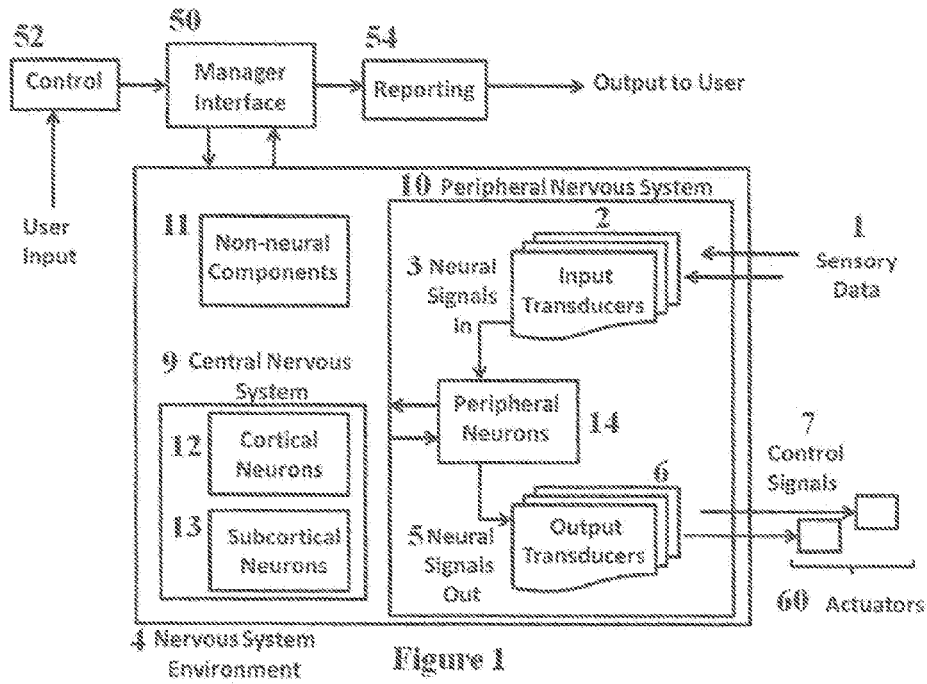 52
50
54
Control
Manager
Interface
Reporting
Output to User
User
Input
10 Peripheral Nervous System
11
Non-neural
Components
2
3 Neural
Signals
In
Input
Transducers
1
Sensory
Data
9 Central Nervous
System
12
Cortical
Neurons
13
Subcortical
Neurons
Peripheral
Neurons
14
7
Control
Signals
6
5 Neural
Signals
Out
Output
Transducers
60 Actuators
4 Nervous System
Environment
Figure 1